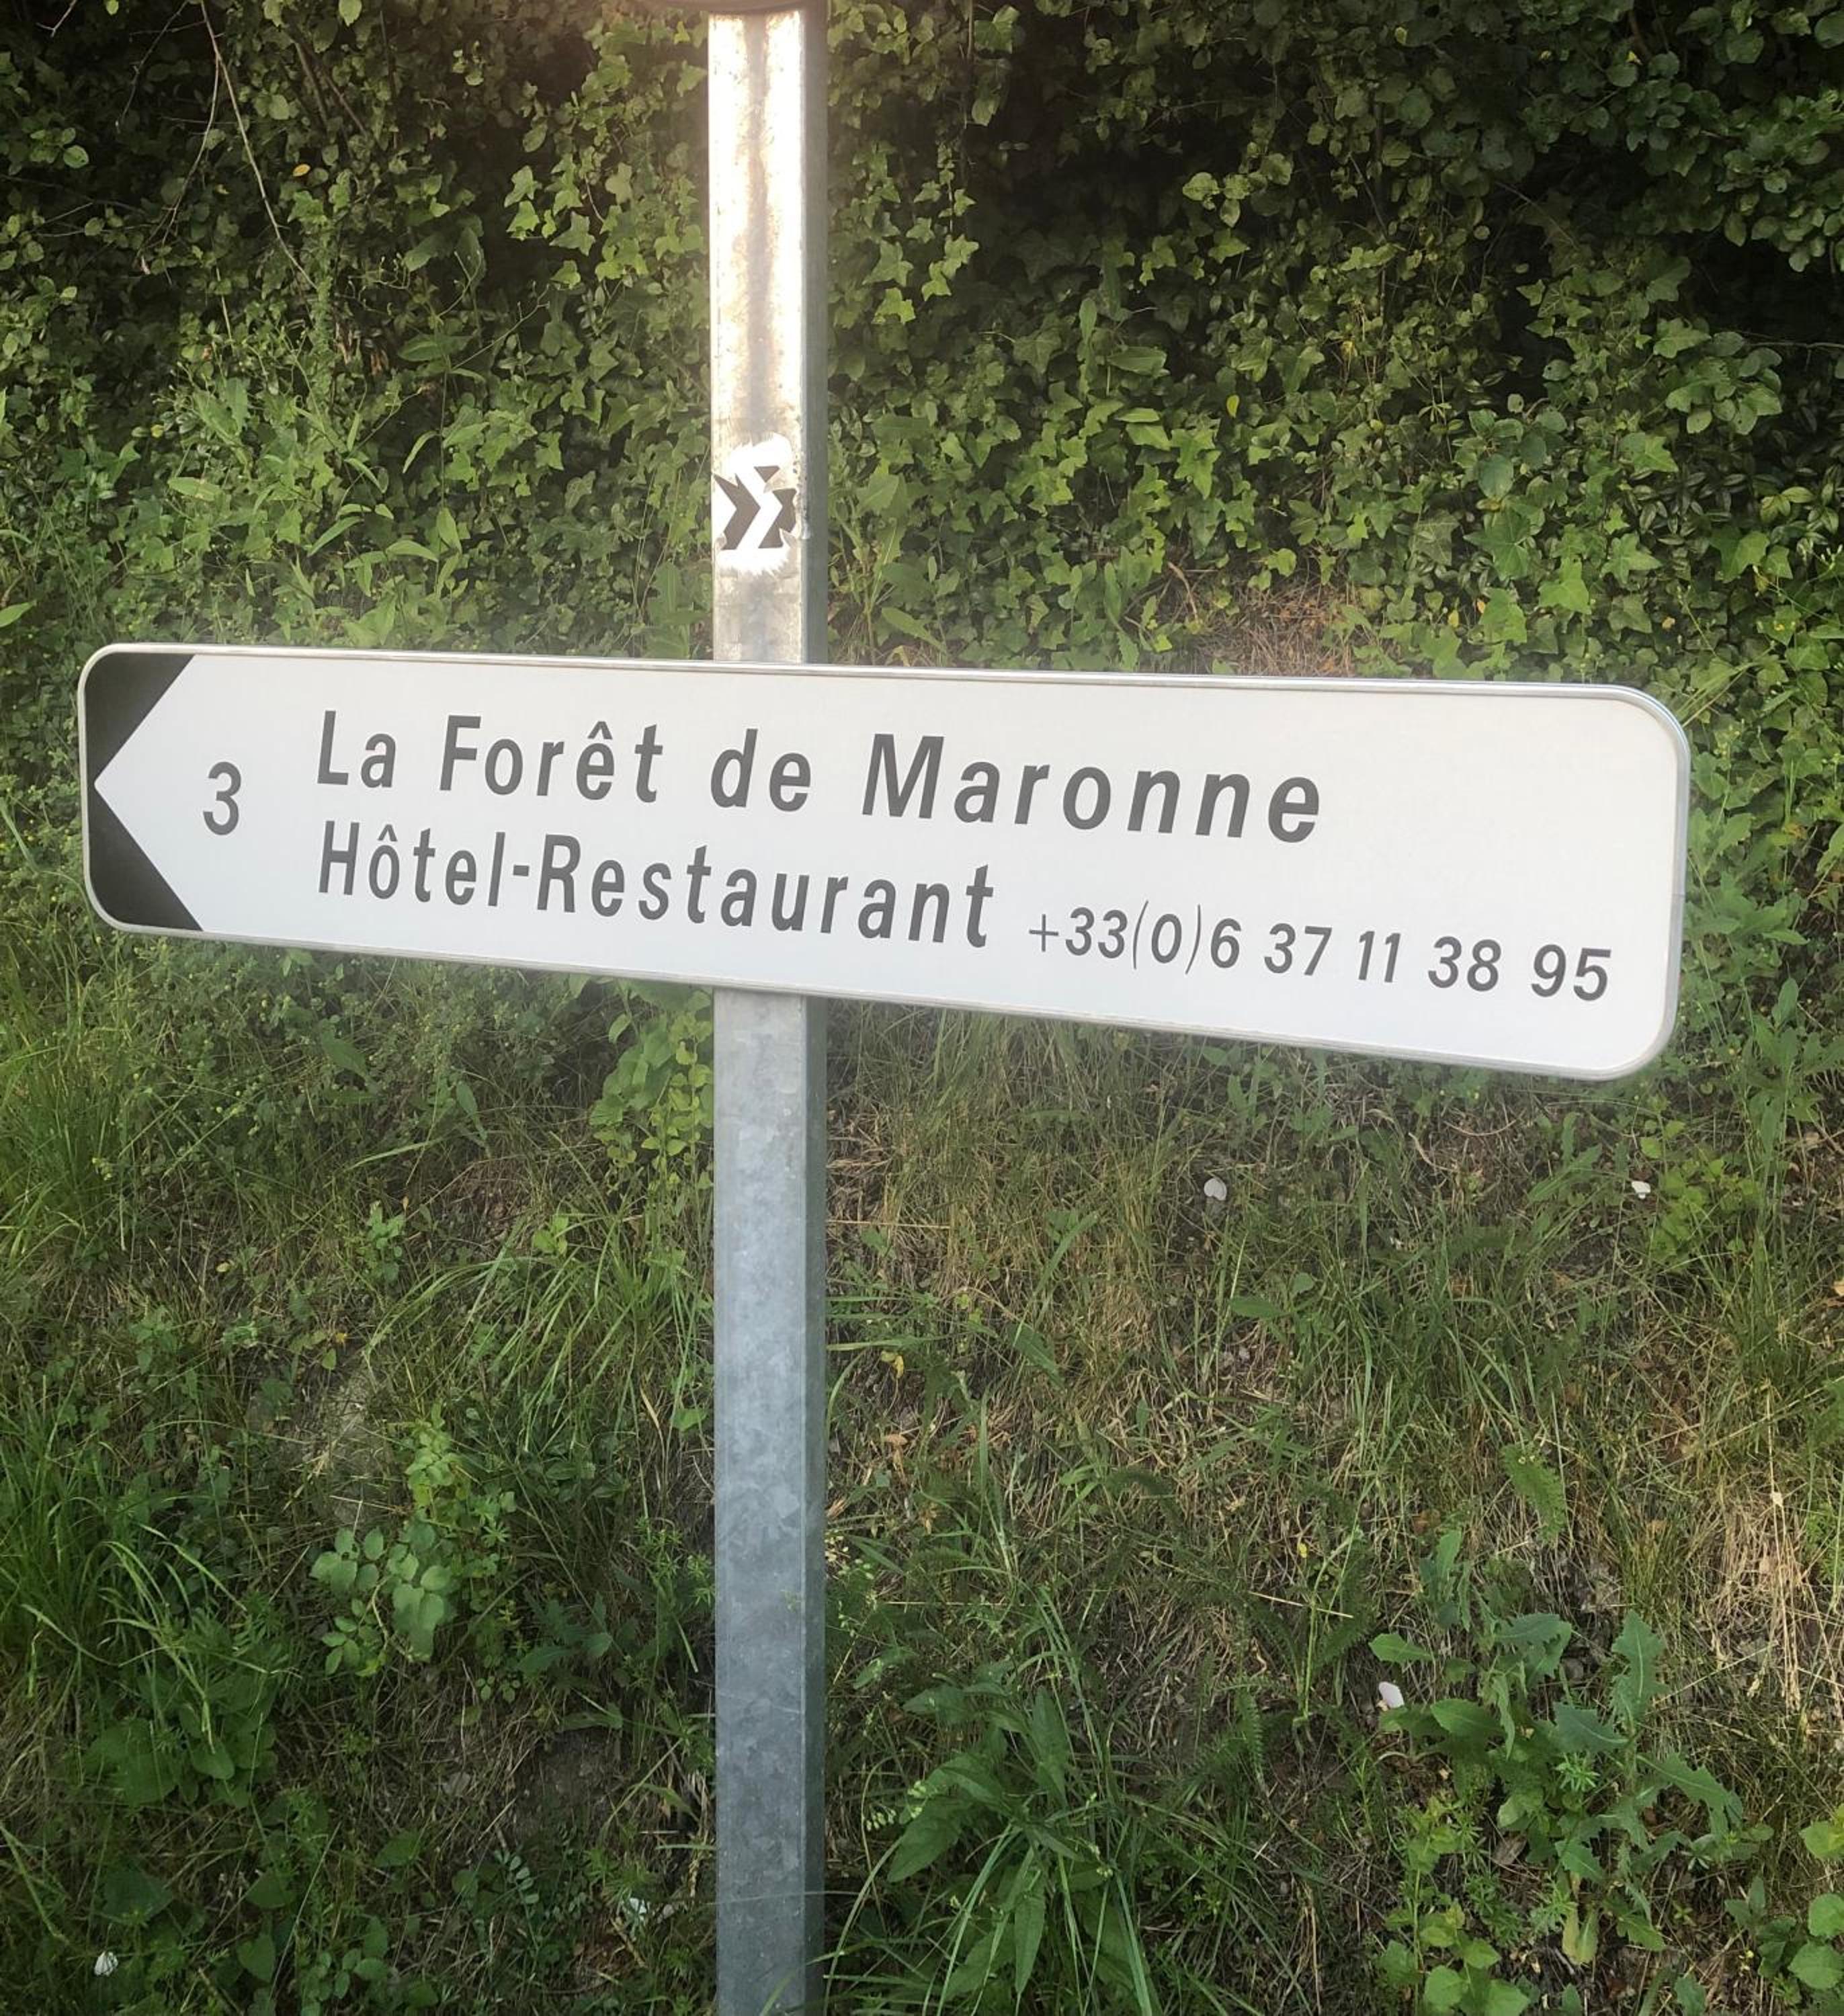 3
La Forêt de Maronne
Hôtel-Restaurant +33(0)6 37 11 38 95